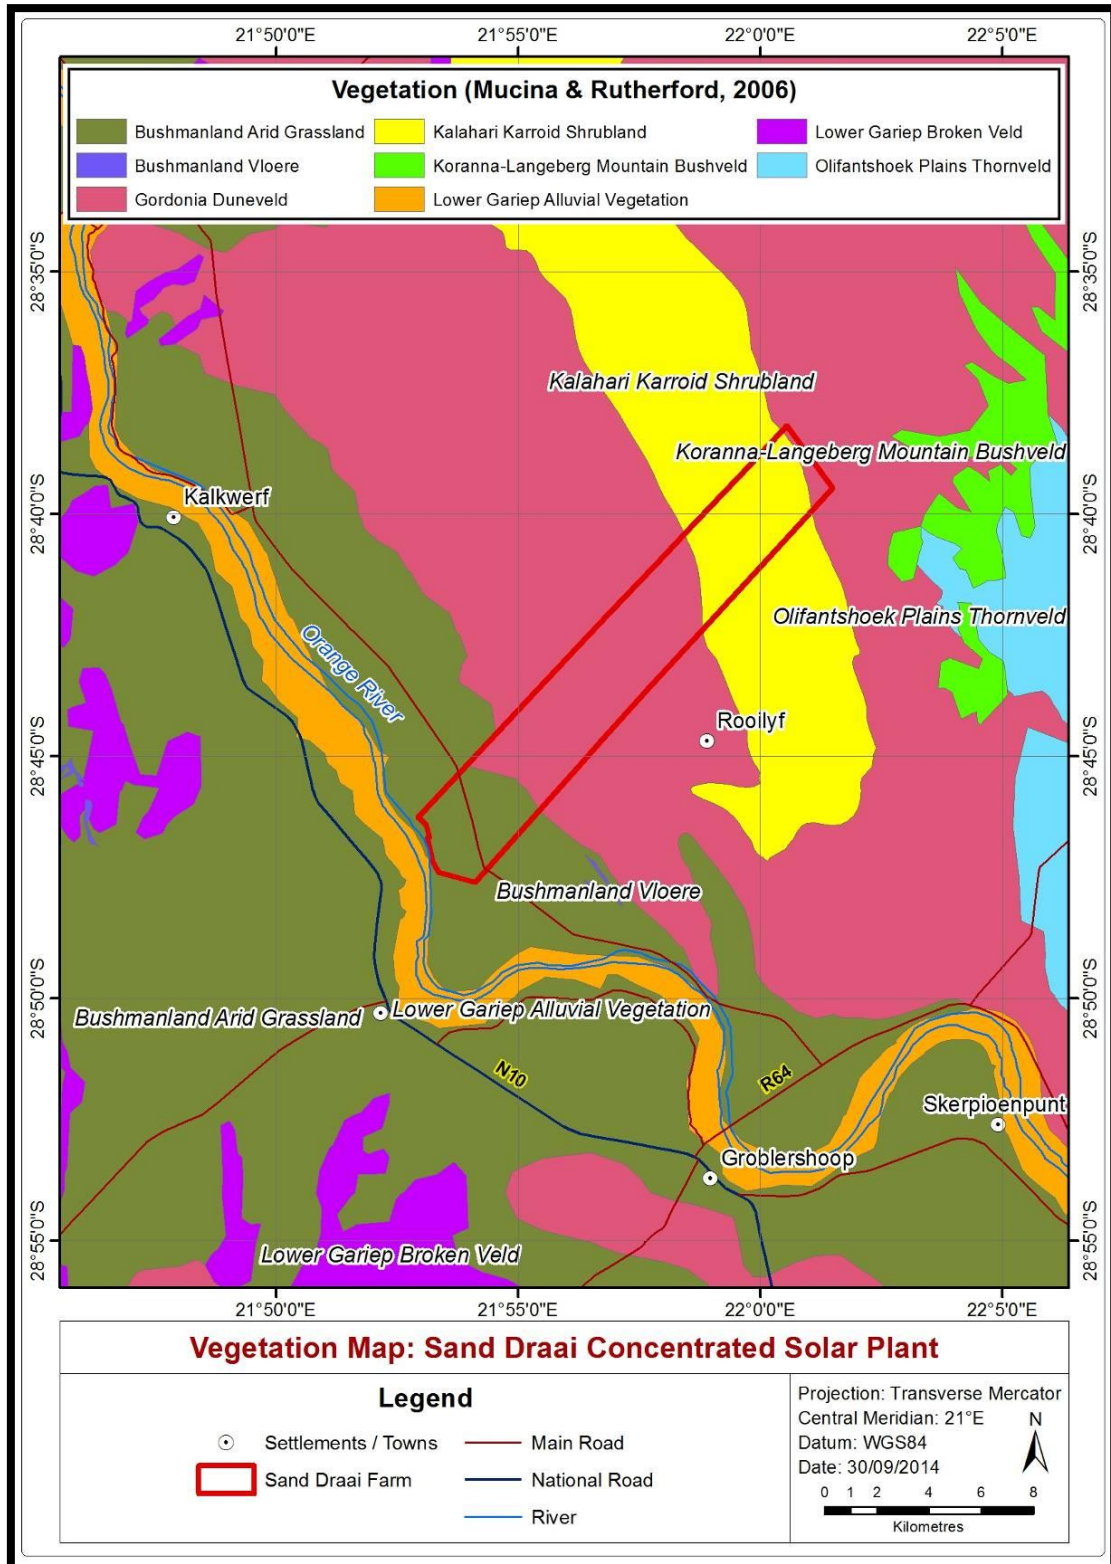 21°50'0"E 21°55'0"E 22°0'0"E 22°5'0"E
Vegetation (Mucina & Rutherford, 2006)
Bushmanland Arid Grassland Kalahari Karroid Shrubland Lower Gariep Broken Veld
Bushmanland Vloere Koranna-Langeberg Mountain Bushveld Olifantshoek Plains Thornveld
Gordonia Duneveld Lower Gariep Alluvial Vegetation
28°35'0"S 28°35'0"S
Kalahari Karroid Shrubland
Koranna-Langeberg Mountain Bushveld
Kalkwerf
28°40'0"S 28°40'0"S
Olifantshoek Plains Thornveld
Orange River
Rooilyf
28°45'0"S 28°45'0"S
Bushmanland Vloere
28°50'0"S 28°50'0"S
Bushmanland Arid Grassland Lower Gariep Alluvial Vegetation
N10 R64
Skerpioenpunt
Groblershoop
28°55'0"S 28°55'0"S
Lower Gariep Broken Veld
21°50'0"E 21°55'0"E 22°0'0"E 22°5'0"E
Vegetation Map: Sand Draai Concentrated Solar Plant
Legend
Settlements / Towns Main Road
Sand Draai Farm National Road
River
Projection: Transverse Mercator
Central Meridian: 21°E
Datum: WGS84
Date: 30/09/2014
N
0 1 2 4 6 8
Kilometres